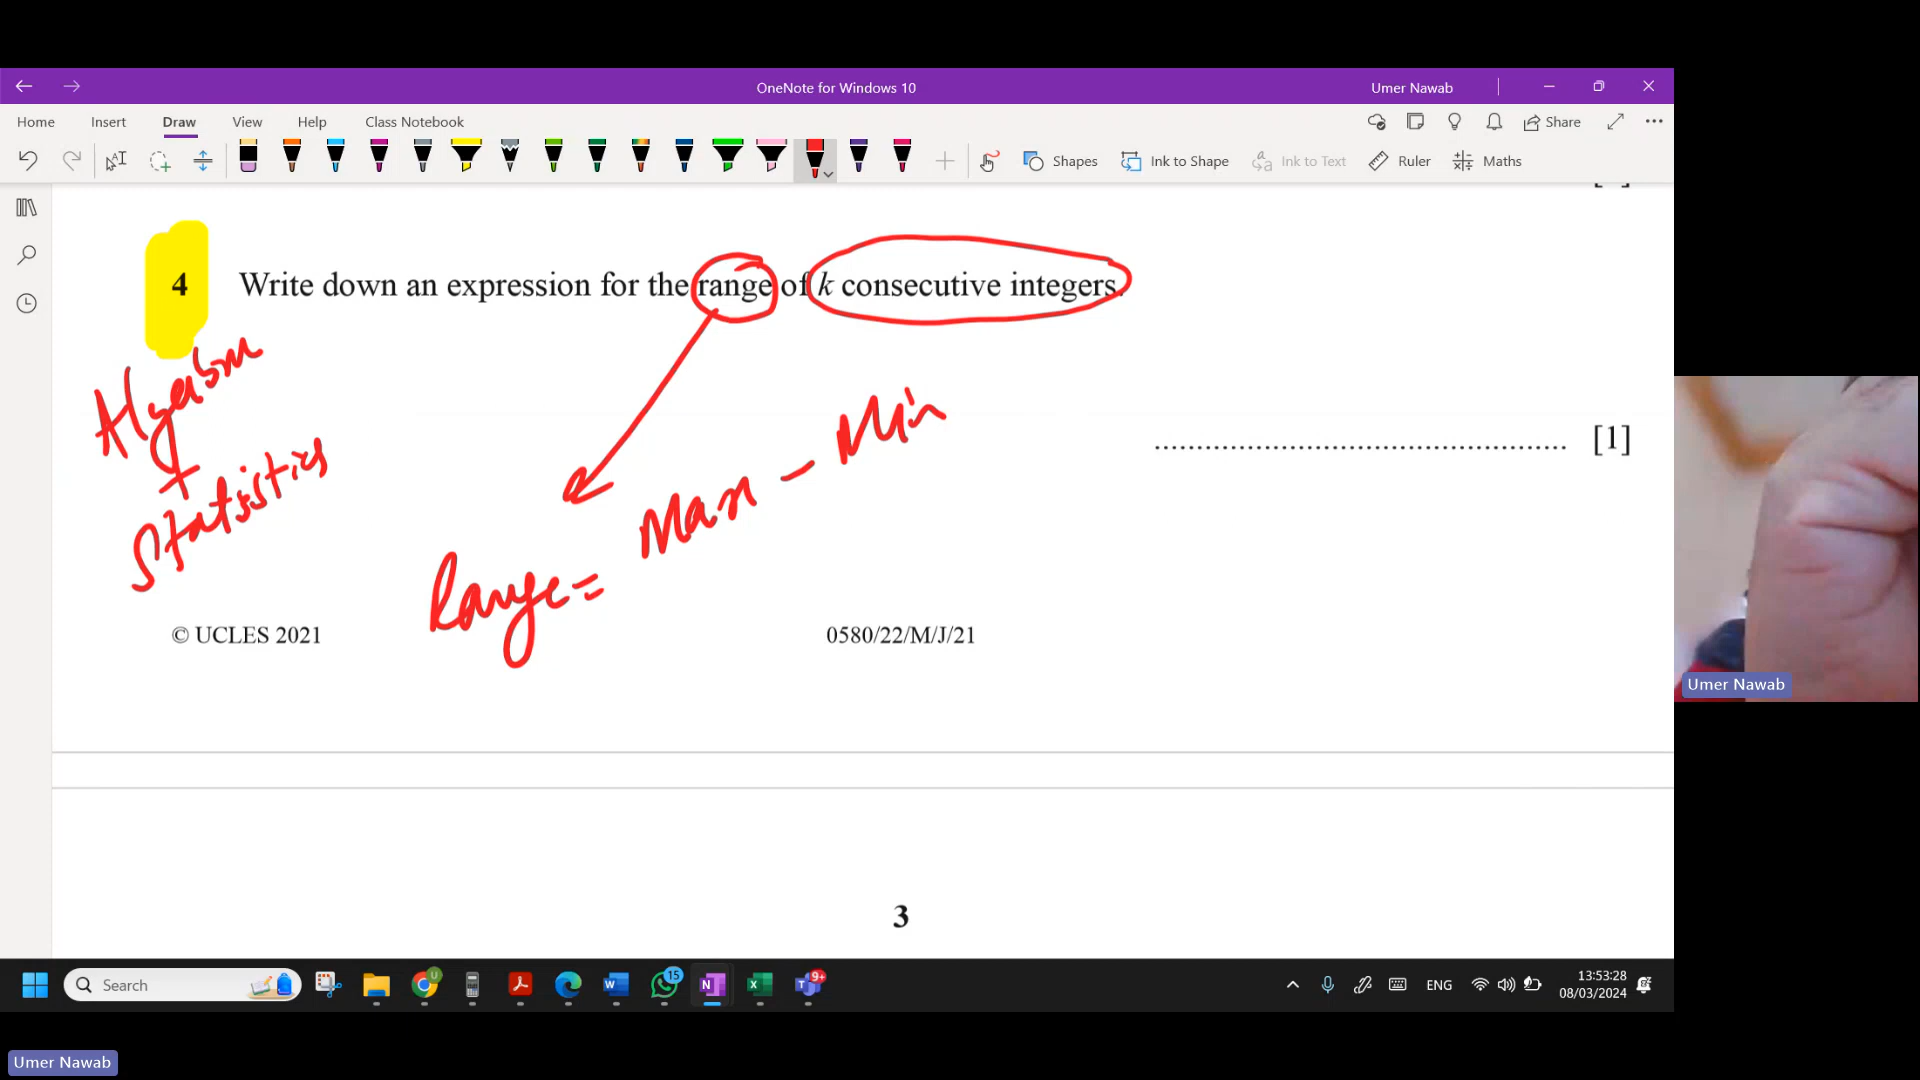 OneNote for Windows 10
Umer Nawab
Home Insert Draw View Help Class Notebook
Share
Shapes Ink to Shape Ink to Text Ruler Maths
4 Write down an expression for the range of k consecutive integers.
Algebra
+
Statistics
Range = Max - Min
[1]
© UCLES 2021
0580/22/M/J/21
Umer Nawab
3
Search
15
9+
ENG
13:53:28
08/03/2024
Umer Nawab